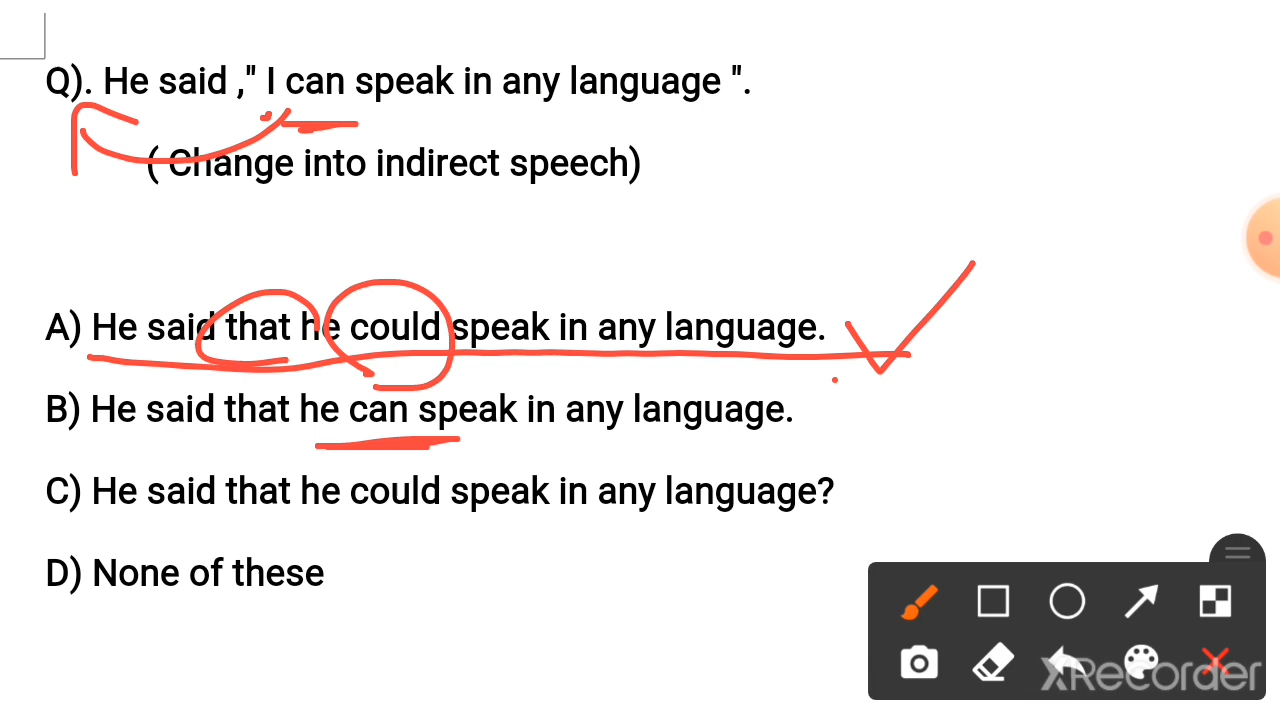 Q). He said ," I can speak in any language ".
( Change into indirect speech)
A) He said that he could speak in any language.
B) He said that he can speak in any language.
C) He said that he could speak in any language?
D) None of these
XRecorder